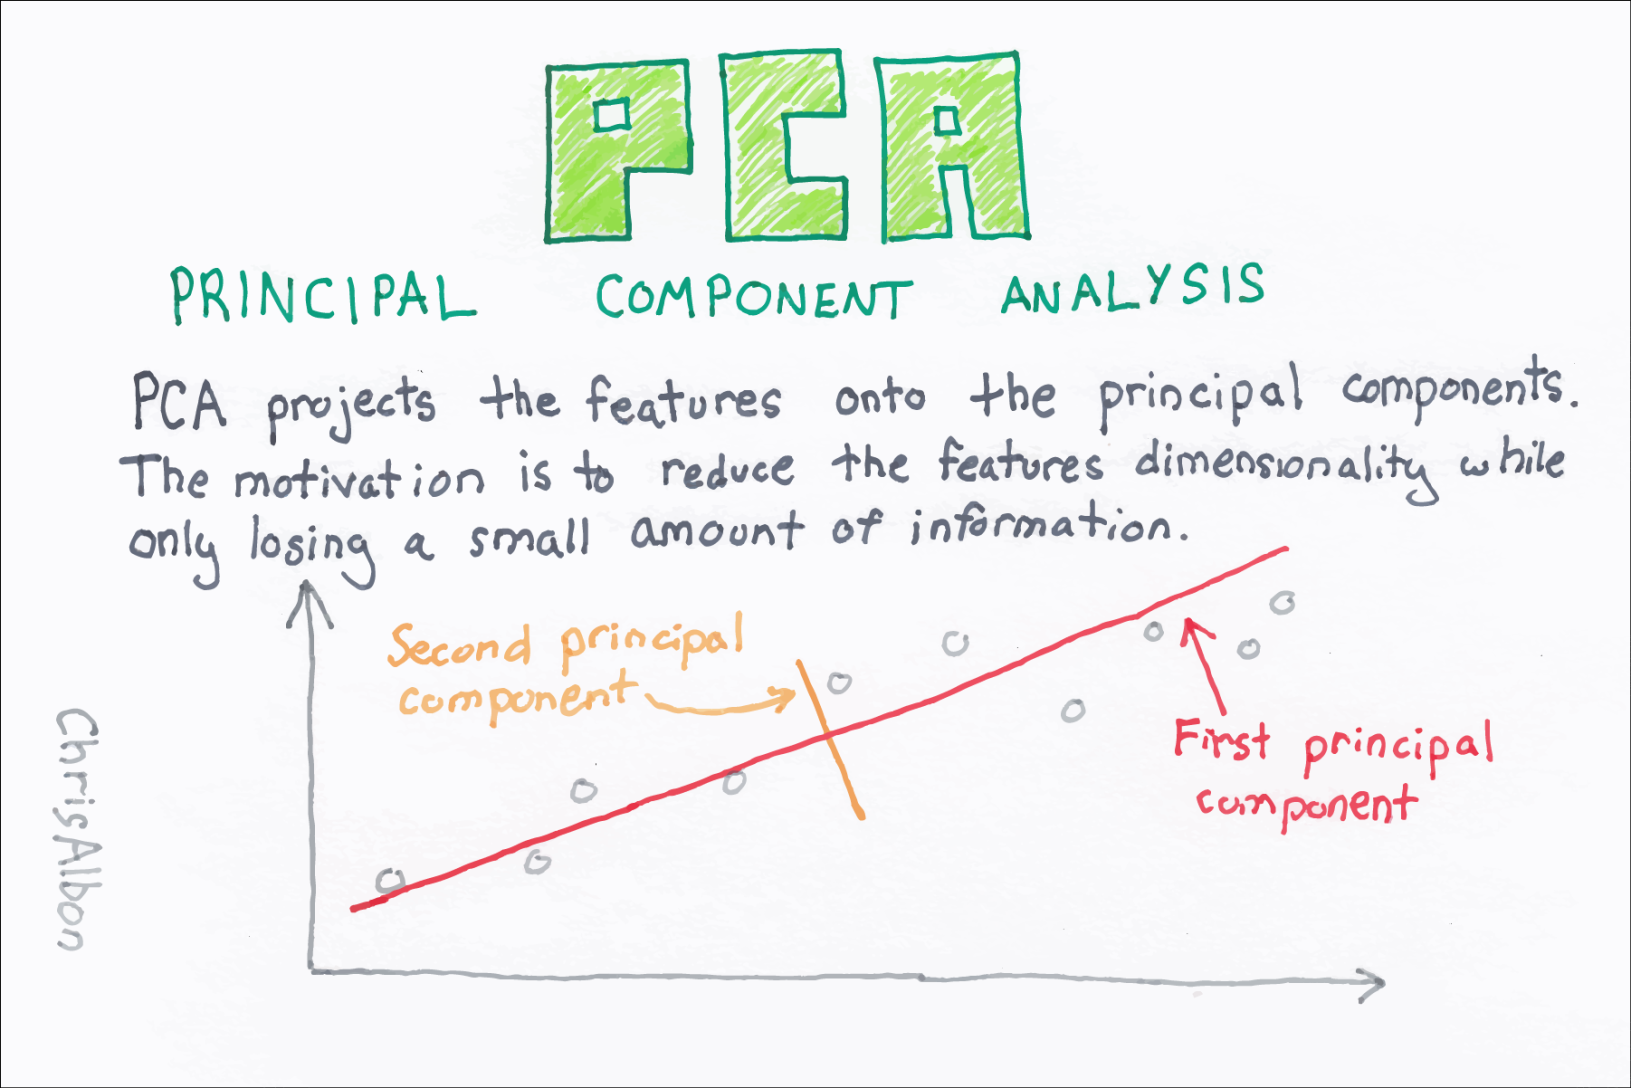 PCA
PRINCIPAL COMPONENT ANALYSIS
PCA projects the features onto the principal components.
The motivation is to reduce the features dimensionality while
only losing a small amount of information.
Second principal
component
First principal
component
ChrisAlbon